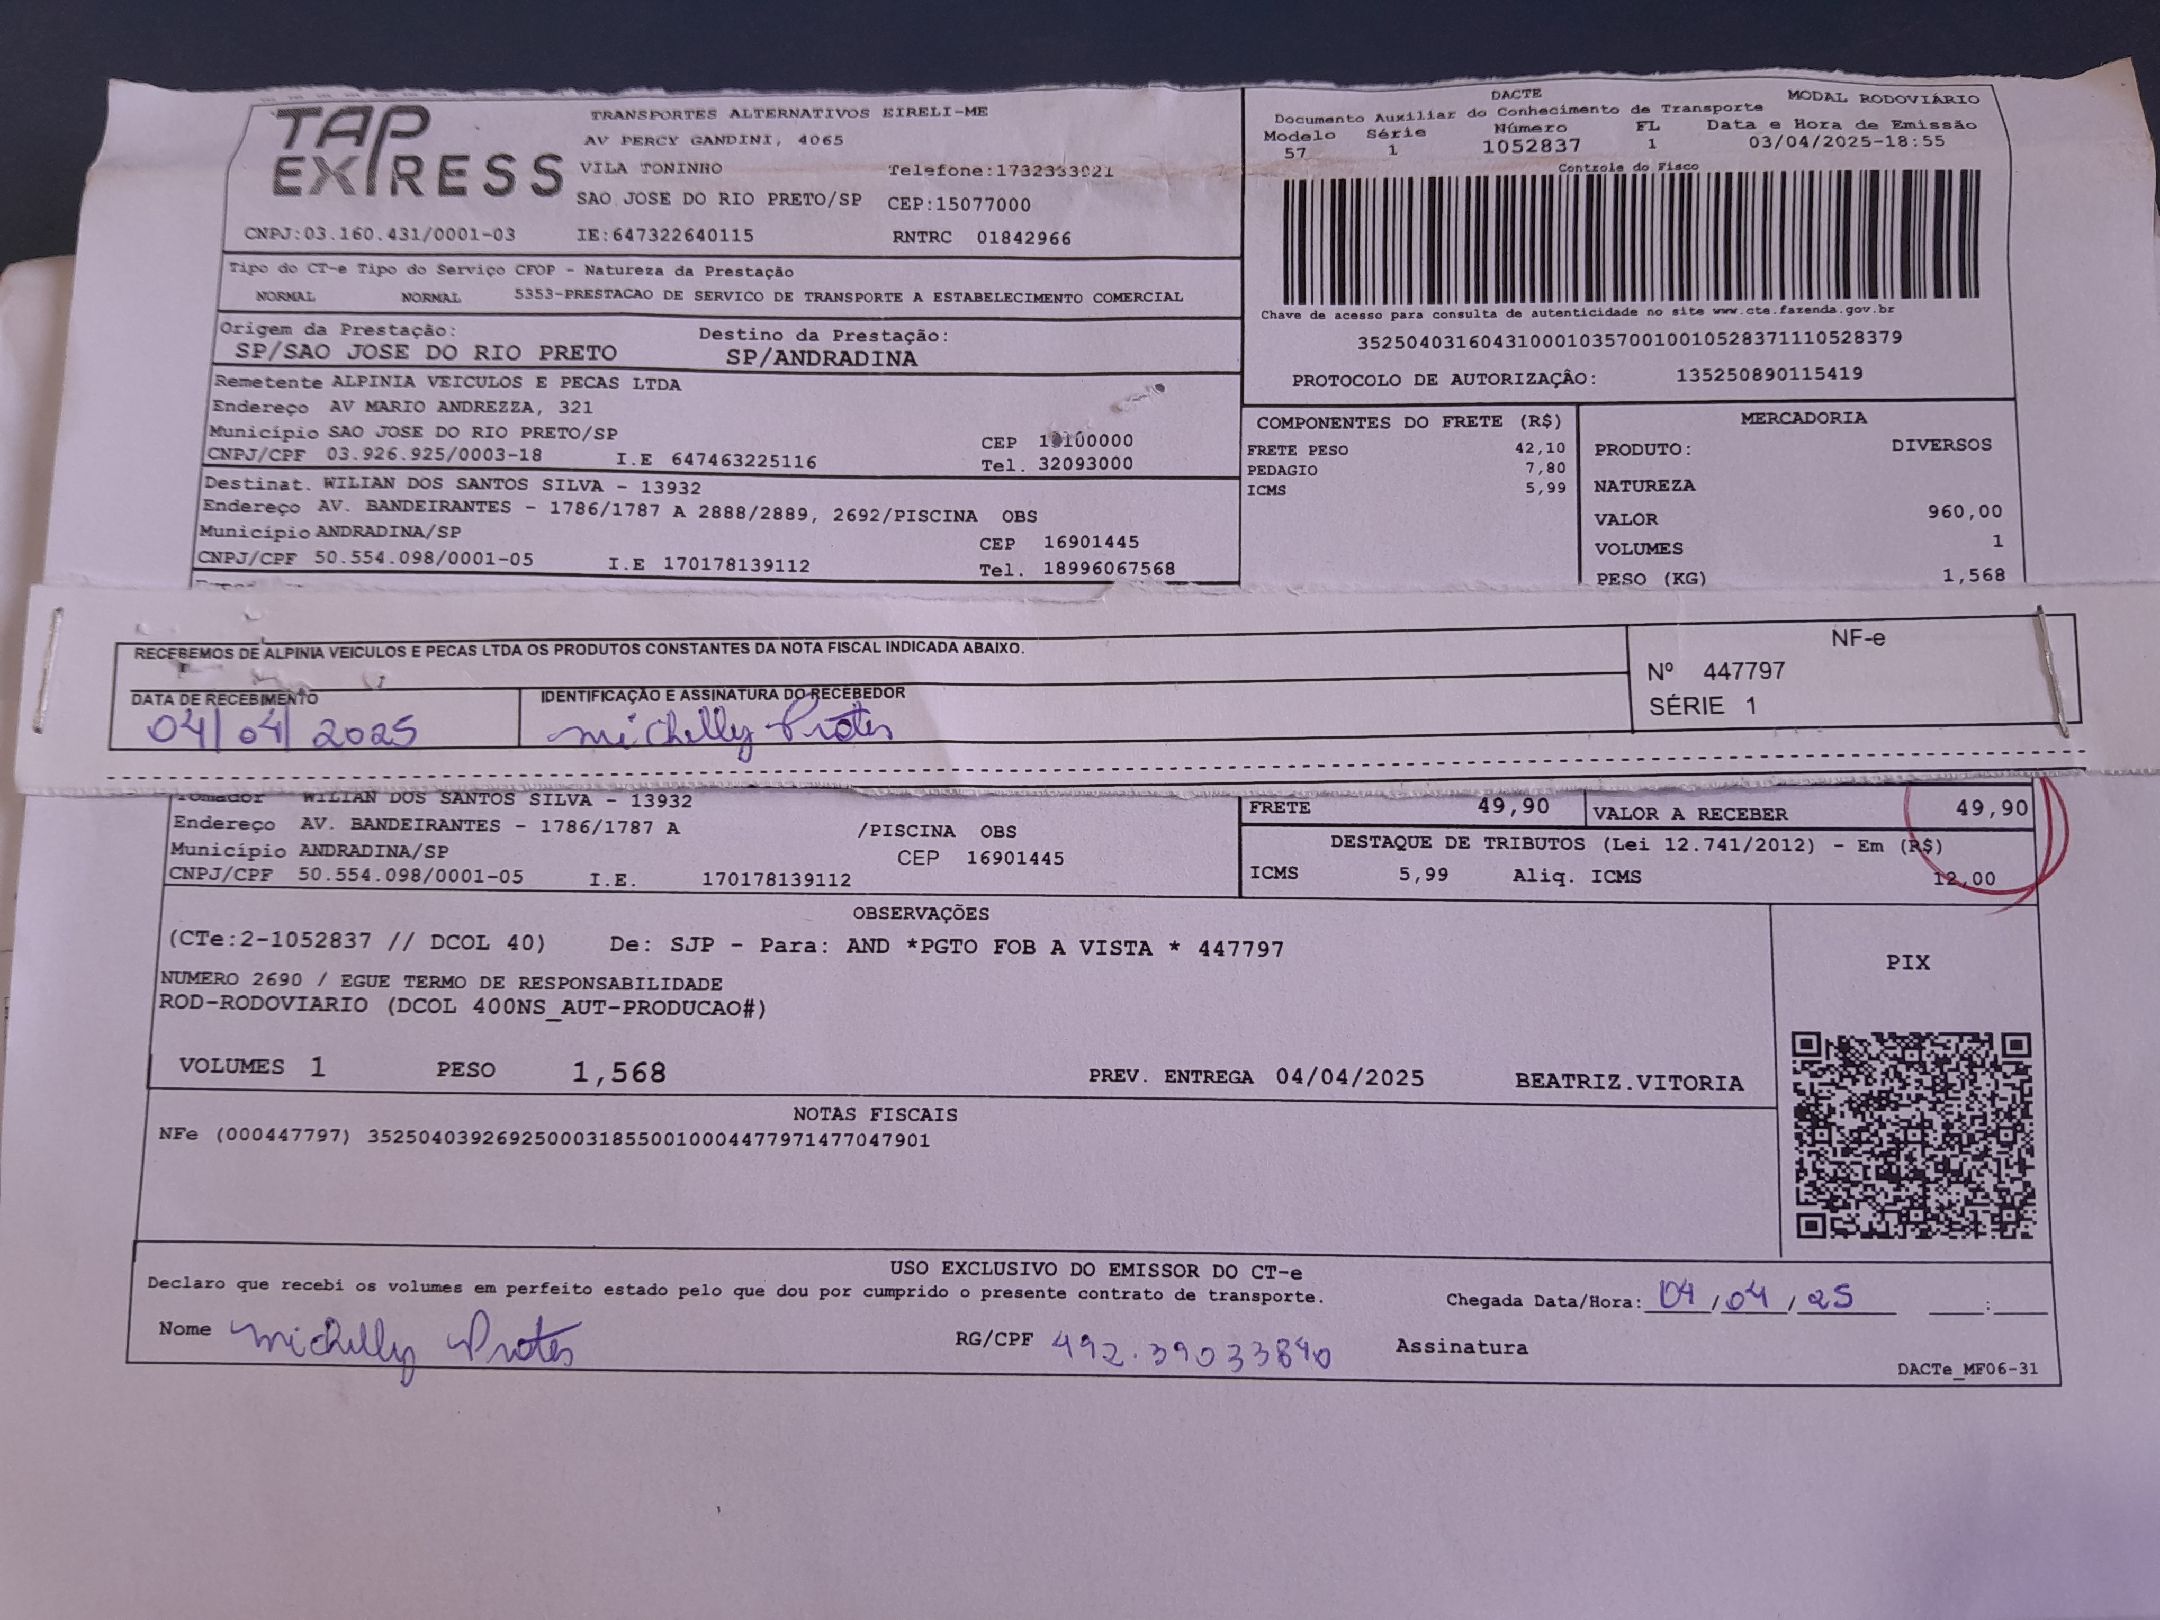 TAP EXPRESS
TRANSPORTES ALTERNATIVOS EIRELI-ME
AV PERCY GANDINI, 4065
VILA TONINHO Telefone:1732333021
SAO JOSE DO RIO PRETO/SP CEP:15077000
CNPJ:03.160.431/0001-03 IE:647322640115 RNTRC 01842966
DACTE MODAL RODOVIÁRIO
Documento Auxiliar do Conhecimento de Transporte
Modelo Série Número FL Data e Hora de Emissão
57 1 1052837 1 03/04/2025-18:55
Controle do Fisco
Chave de acesso para consulta de autenticidade no site www.cte.fazenda.gov.br
35250403160431000103570010010528371110528379
PROTOCOLO DE AUTORIZAÇÂO: 135250890115419
Tipo do CT-e Tipo do Serviço CFOP - Natureza da Prestação
NORMAL NORMAL 5353-PRESTACAO DE SERVICO DE TRANSPORTE A ESTABELECIMENTO COMERCIAL
Origem da Prestação: Destino da Prestação:
SP/SAO JOSE DO RIO PRETO SP/ANDRADINA
Remetente ALPINIA VEICULOS E PECAS LTDA
Endereço AV MARIO ANDREZZA, 321
Município SAO JOSE DO RIO PRETO/SP CEP
CNPJ/CPF 03.926.925/0003-18 I.E 647463225116 Tel. 32093000
Destinat. WILIAN DOS SANTOS SILVA - 13932
Endereço AV. BANDEIRANTES - 1786/1787 A 2888/2889, 2692/PISCINA OBS
Município ANDRADINA/SP CEP 16901445
CNPJ/CPF 50.554.098/0001-05 I.E 170178139112 Tel. 18996067568
COMPONENTES DO FRETE (R$)
FRETE PESO 42,10
PEDAGIO 7,80
ICMS 5,99
MERCADORIA
PRODUTO: DIVERSOS
NATUREZA
VALOR 960,00
VOLUMES 1
PESO (KG) 1,568
RECEBEMOS DE ALPINIA VEICULOS E PECAS LTDA OS PRODUTOS CONSTANTES DA NOTA FISCAL INDICADA ABAIXO.
DATA DE RECEBIMENTO IDENTIFICAÇÃO E ASSINATURA DO RECEBEDOR
04/04/2025 Michelly Protes
NF-e
Nº 447797
SÉRIE 1
Tomador WILIAN DOS SANTOS SILVA - 13932
Endereço AV. BANDEIRANTES - 1786/1787 A /PISCINA OBS
Município ANDRADINA/SP CEP 16901445
CNPJ/CPF 50.554.098/0001-05 I.E. 170178139112
FRETE 49,90 VALOR A RECEBER 49,90
DESTAQUE DE TRIBUTOS (Lei 12.741/2012) - Em (R$)
ICMS 5,99 Aliq. ICMS 12,00
OBSERVAÇÕES
(CTe:2-1052837 // DCOL 40) De: SJP - Para: AND *PGTO FOB A VISTA * 447797
NUMERO 2690 / EGUE TERMO DE RESPONSABILIDADE
ROD-RODOVIARIO (DCOL 400NS_AUT-PRODUCAO#)
VOLUMES 1 PESO 1,568 PREV. ENTREGA 04/04/2025 BEATRIZ.VITORIA
PIX
NOTAS FISCAIS
NFe (000447797) 35250403926925000318550010004477971477047901
USO EXCLUSIVO DO EMISSOR DO CT-e
Declaro que recebi os volumes em perfeito estado pelo que dou por cumprido o presente contrato de transporte.
Chegada Data/Hora: 04/04/25 :
Nome Michelly Protes RG/CPF 492.39033840 Assinatura
DACTe_MF06-31